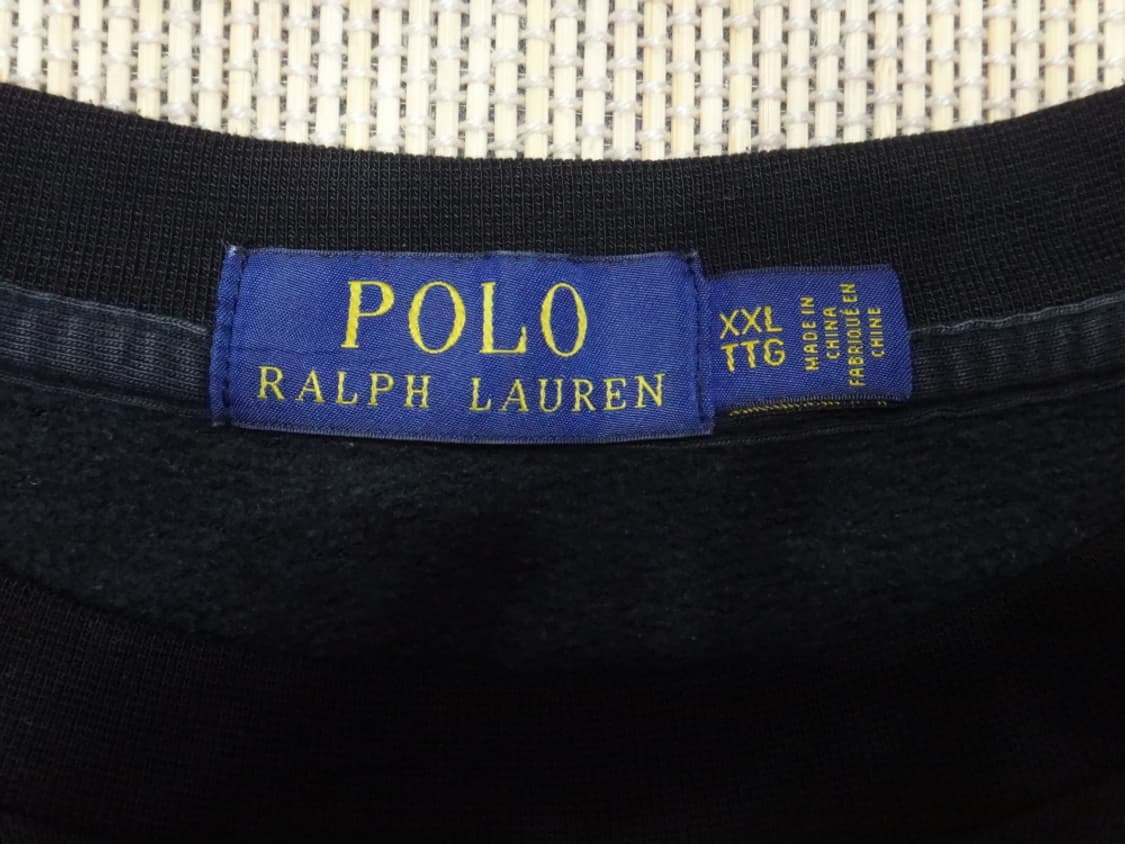 POLO
RALPH LAUREN
XXL
TTG
MADE IN
CHINA
FABRIQUÉ EN
CHINE